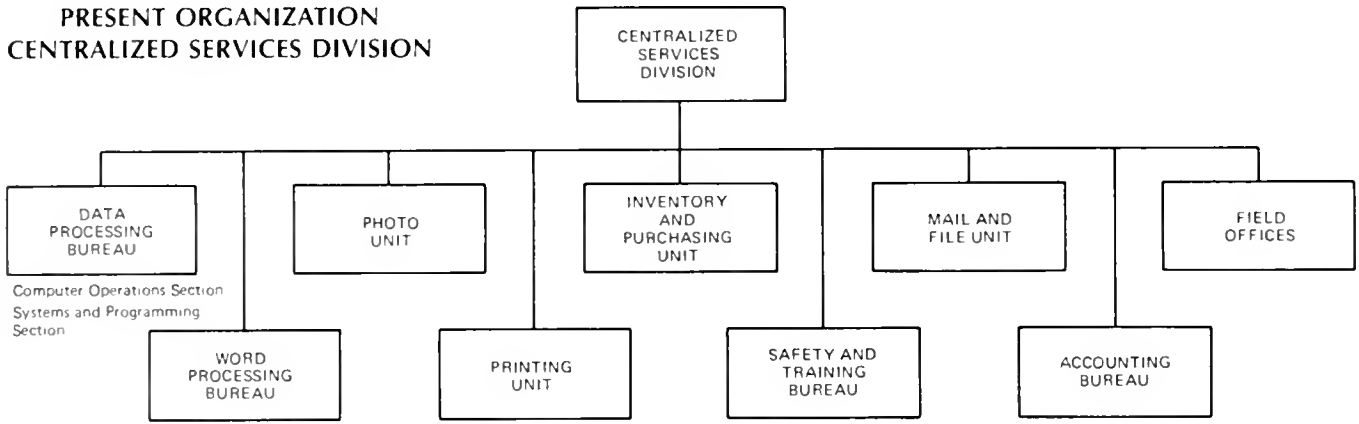 PRESENT ORGANIZATION
CENTRALIZED SERVICES DIVISION
CENTRALIZED
SERVICES
DIVISION
DATA
PROCESSING
BUREAU
PHOTO
UNIT
INVENTORY
AND
PURCHASING
UNIT
MAIL AND
FILE UNIT
FIELD
OFFICES
Computer Operations Section
Systems and Programming
Section
WORD
PROCESSING
BUREAU
PRINTING
UNIT
SAFETY AND
TRAINING
BUREAU
ACCOUNTING
BUREAU